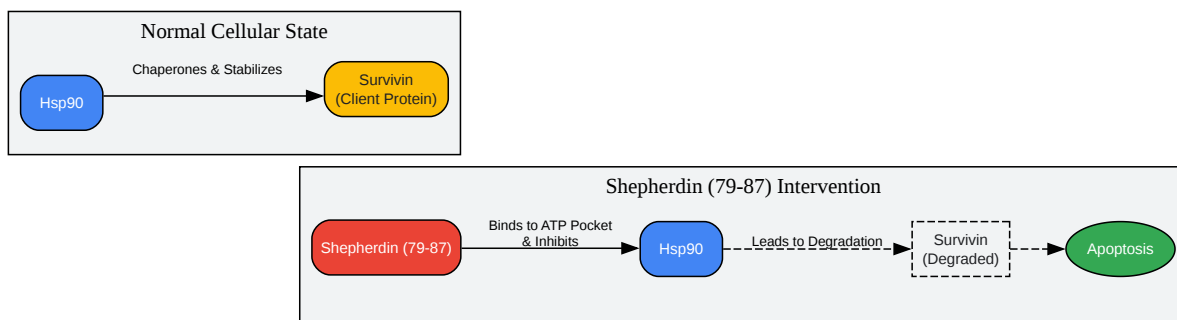 Normal Cellular State
Chaperones & Stabilizes
Hsp90
Survivin
(Client Protein)
Shepherdin (79-87) Intervention
Shepherdin (79-87)
Binds to ATP Pocket
& Inhibits
Hsp90
Leads to Degradation
Survivin
(Degraded)
Apoptosis